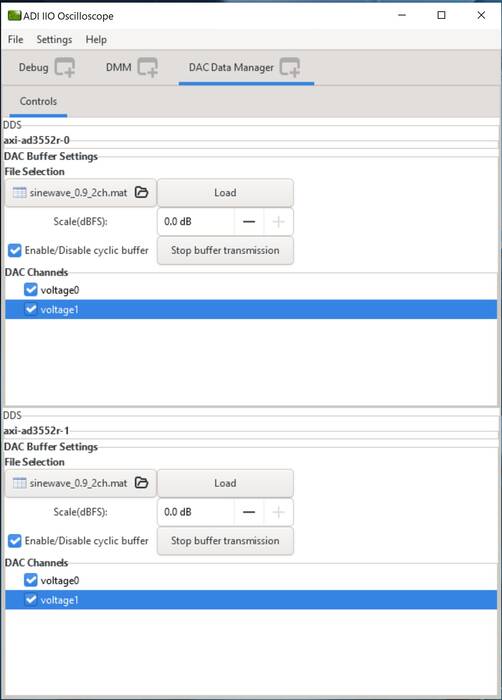 ADI IIO Oscilloscope
File Settings Help
Debug DMM DAC Data Manager
Controls
DDS
axi-ad3552r-0
DAC Buffer Settings
File Selection
sinewave_0.9_2ch.mat Load
Scale(dBFS): 0.0 dB
Enable/Disable cyclic buffer Stop buffer transmission
DAC Channels
voltage0
voltage1
DDS
axi-ad3552r-1
DAC Buffer Settings
File Selection
sinewave_0.9_2ch.mat Load
Scale(dBFS): 0.0 dB
Enable/Disable cyclic buffer Stop buffer transmission
DAC Channels
voltage0
voltage1